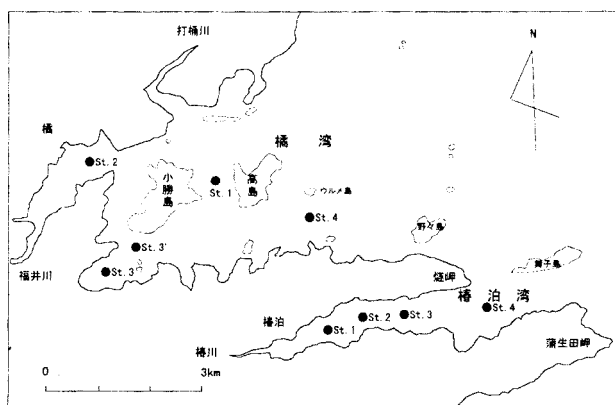 打樋川
N
橘
橘 湾
St. 2
小勝島
St. 1
高島
ウルメ島
St. 4
野々島
St. 3'
St. 3
福井川
舞子島
椿泊湾
椿泊
St. 4
St. 3
St. 2
St. 1
椿川
蒲生田岬
0
3km